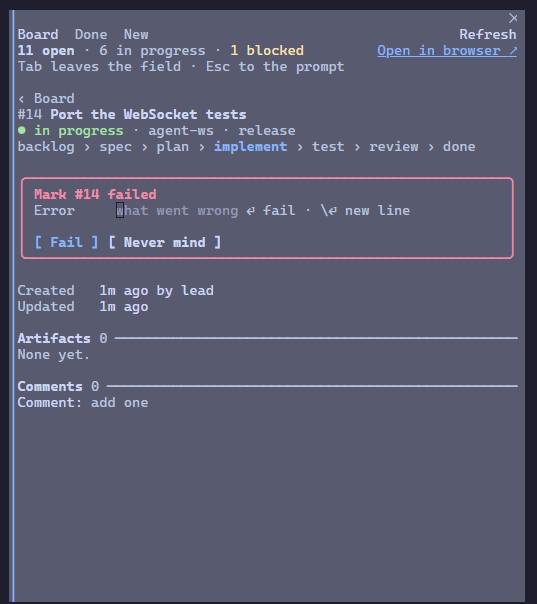 ×
Board Done New Refresh
11 open · 6 in progress · 1 blocked Open in browser ↗
Tab leaves the field · Esc to the prompt
‹ Board
#14 Port the WebSocket tests
● in progress · agent-ws · release
backlog › spec › plan › implement › test › review › done
Mark #14 failed
Error what went wrong ⏎ fail · \⏎ new line
[ Fail ] [ Never mind ]
Created 1m ago by lead
Updated 1m ago
Artifacts 0
None yet.
Comments 0
Comment: add one